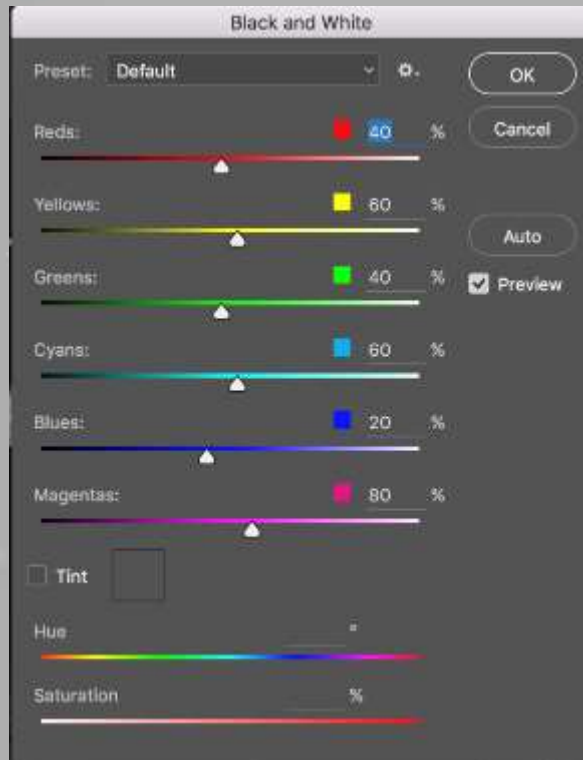 Black and White
Preset: Default
OK
Reds: 40 %
Cancel
Yellows: 60 %
Auto
Greens: 40 %
Preview
Cyans: 60 %
Blues: 20 %
Magentas: 80 %
Tint
Hue °
Saturation %